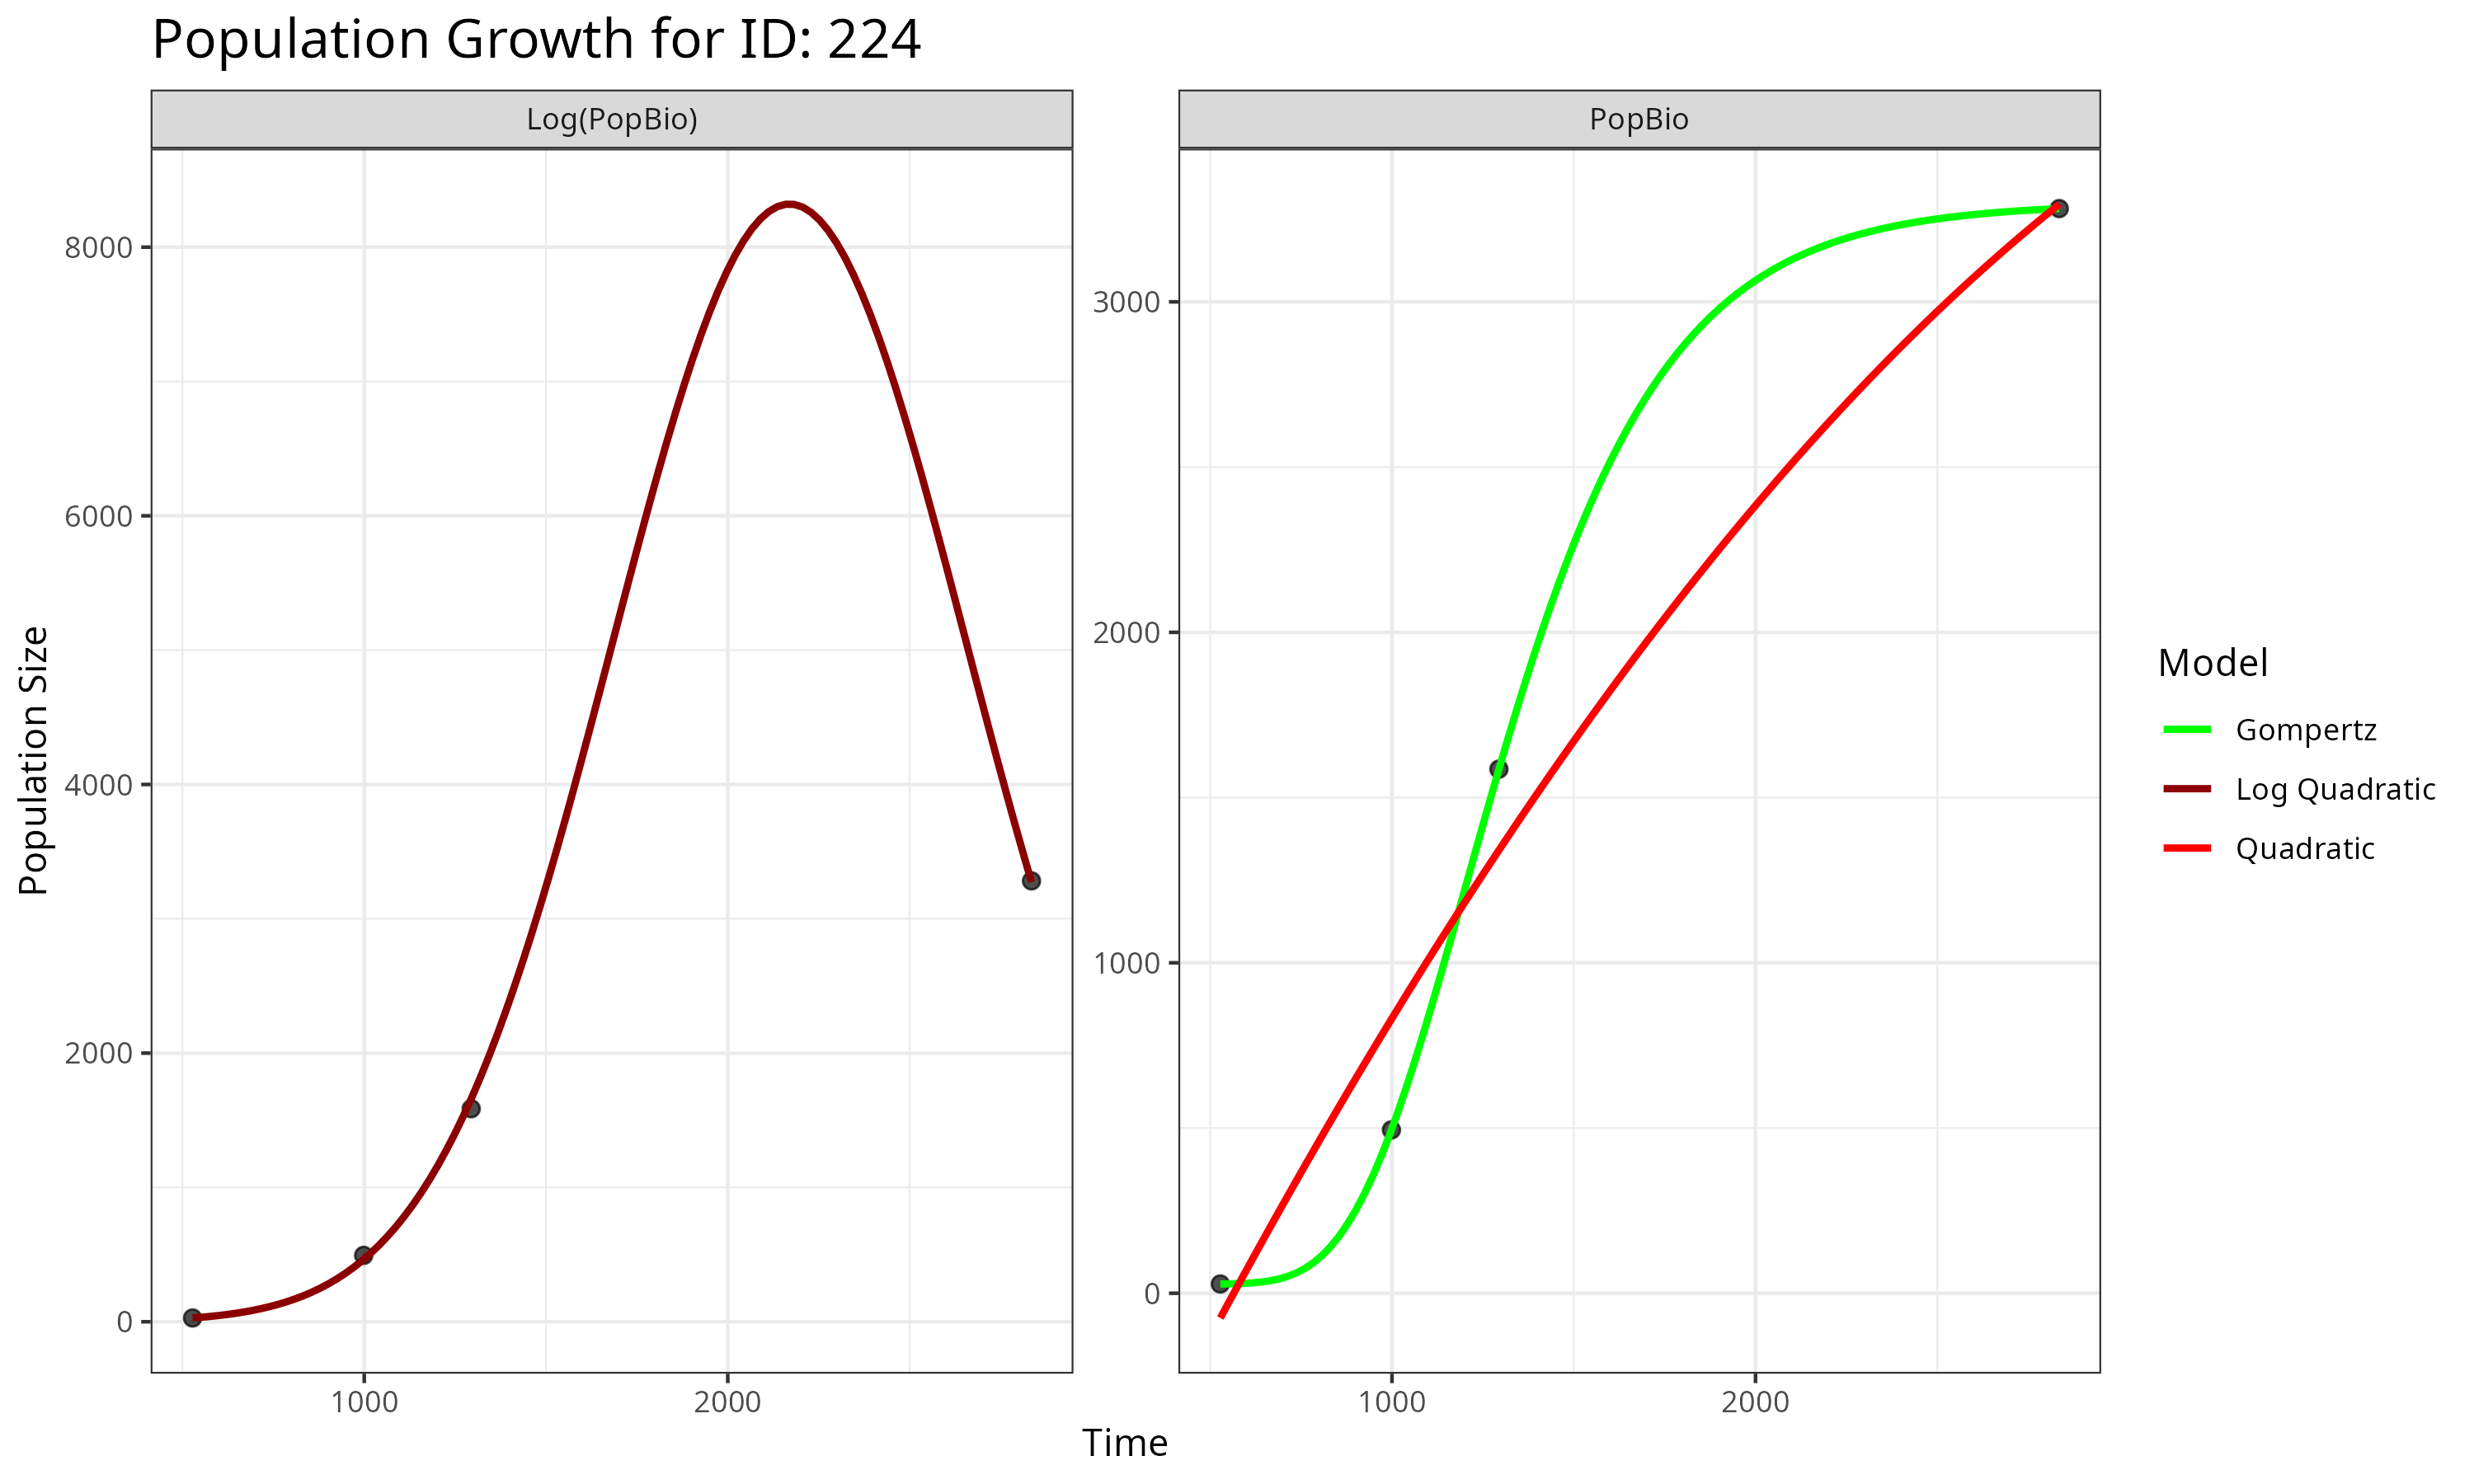 Population Growth for ID: 224
Log(PopBio)
PopBio
Population Size
8000
6000
4000
2000
0
3000
2000
1000
0
1000
2000
1000
2000
Time
Model
Gompertz
Log Quadratic
Quadratic